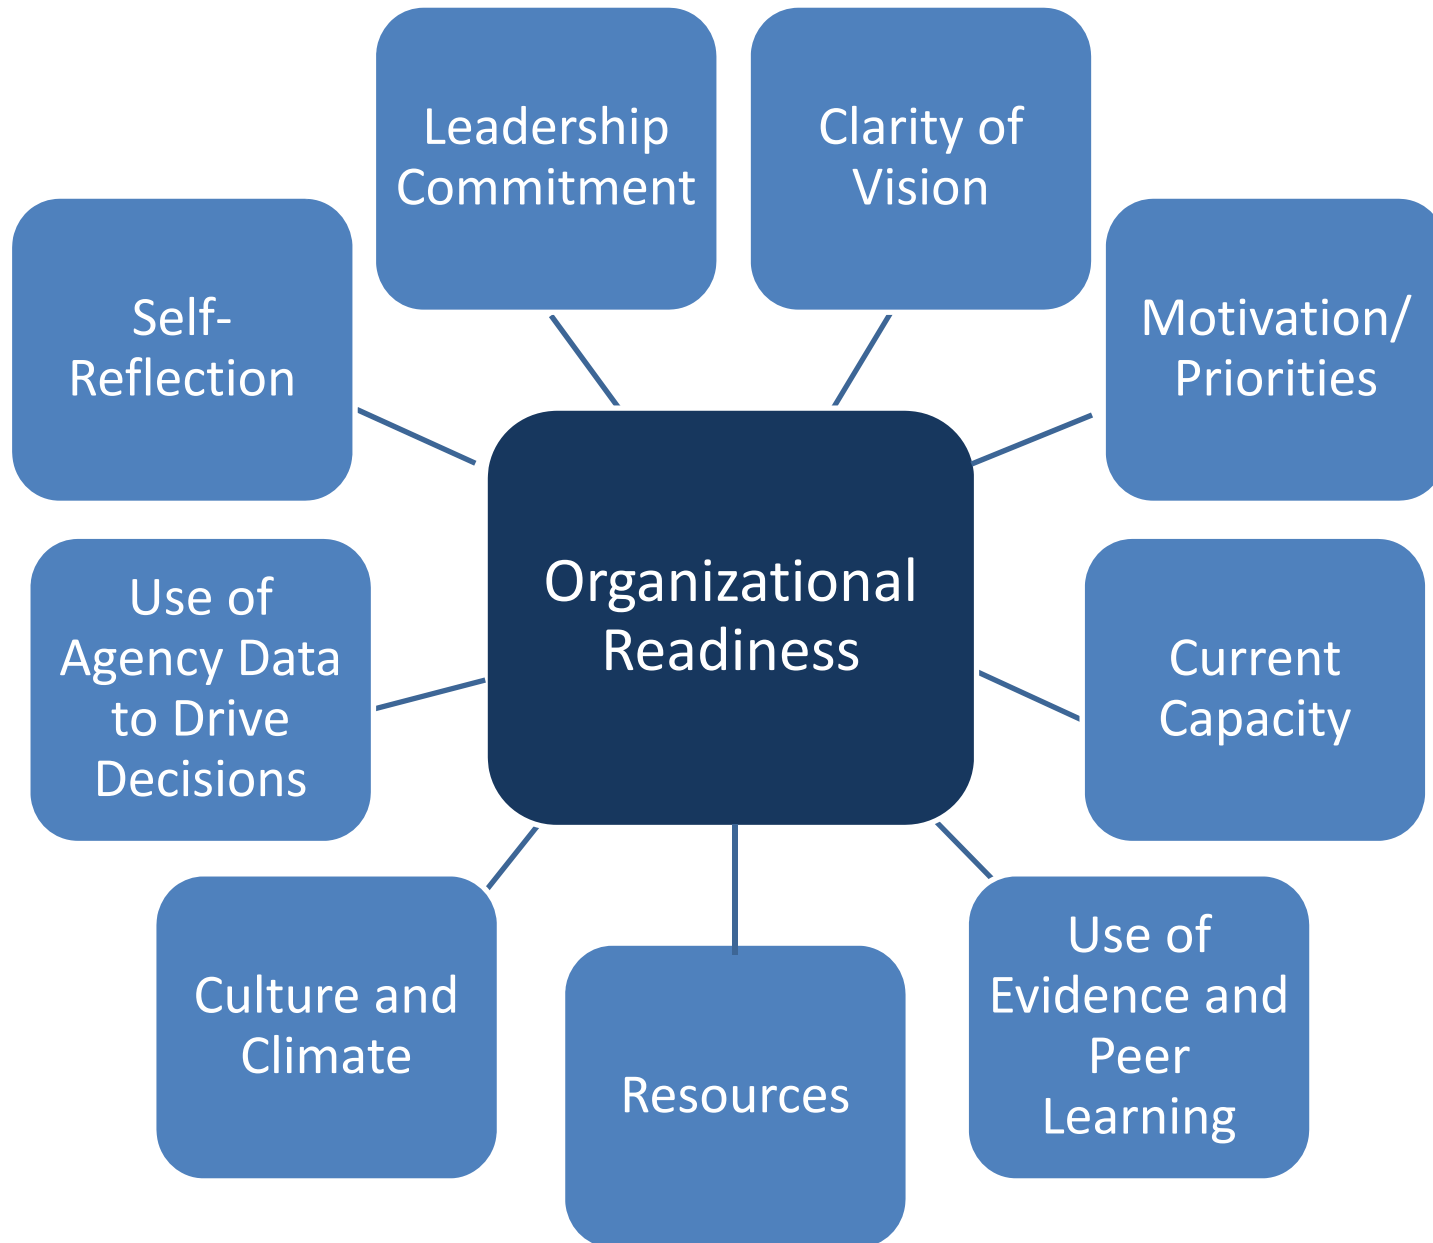 Leadership
Commitment
Clarity of
Vision
Self-
Reflection
Motivation/
Priorities
Organizational
Readiness
Use of
Agency Data
to Drive
Decisions
Current
Capacity
Culture and
Climate
Resources
Use of
Evidence and
Peer
Learning